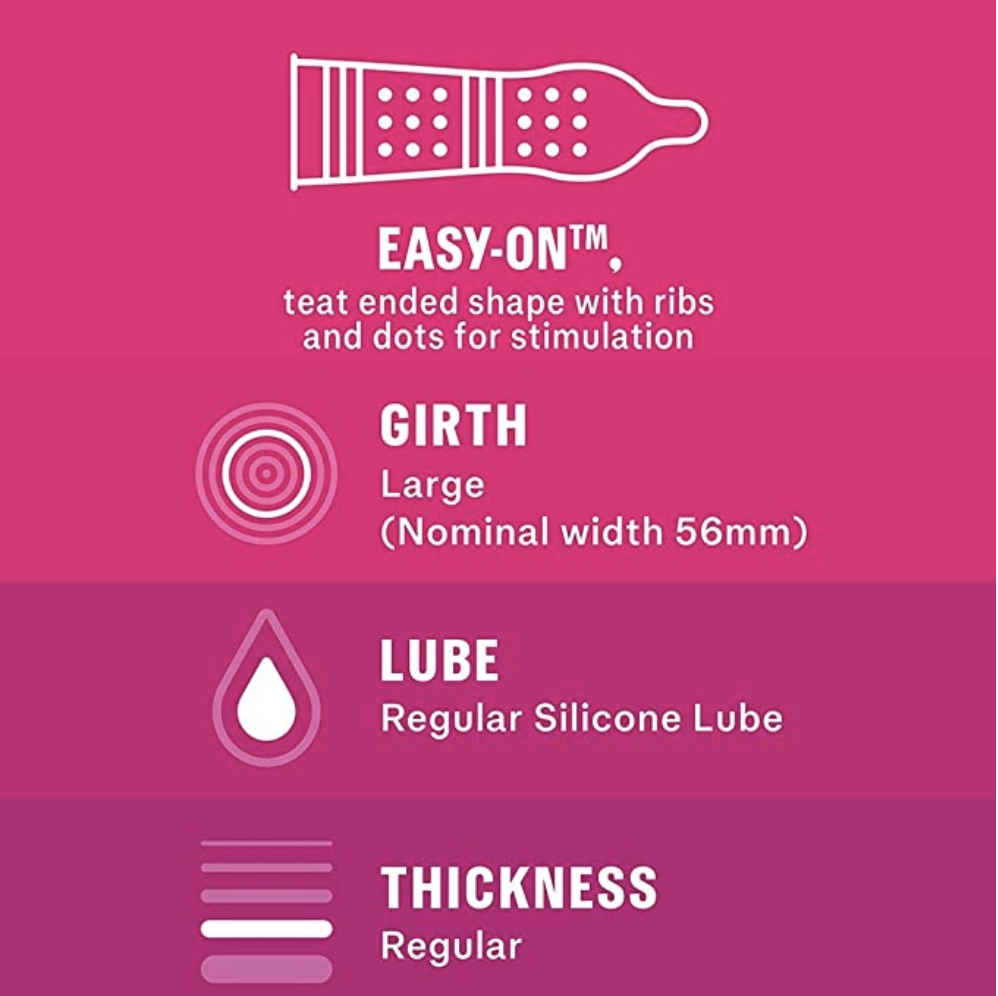 EASY-ON™,
teat ended shape with ribs
and dots for stimulation
GIRTH
Large
(Nominal width 56mm)
LUBE
Regular Silicone Lube
THICKNESS
Regular